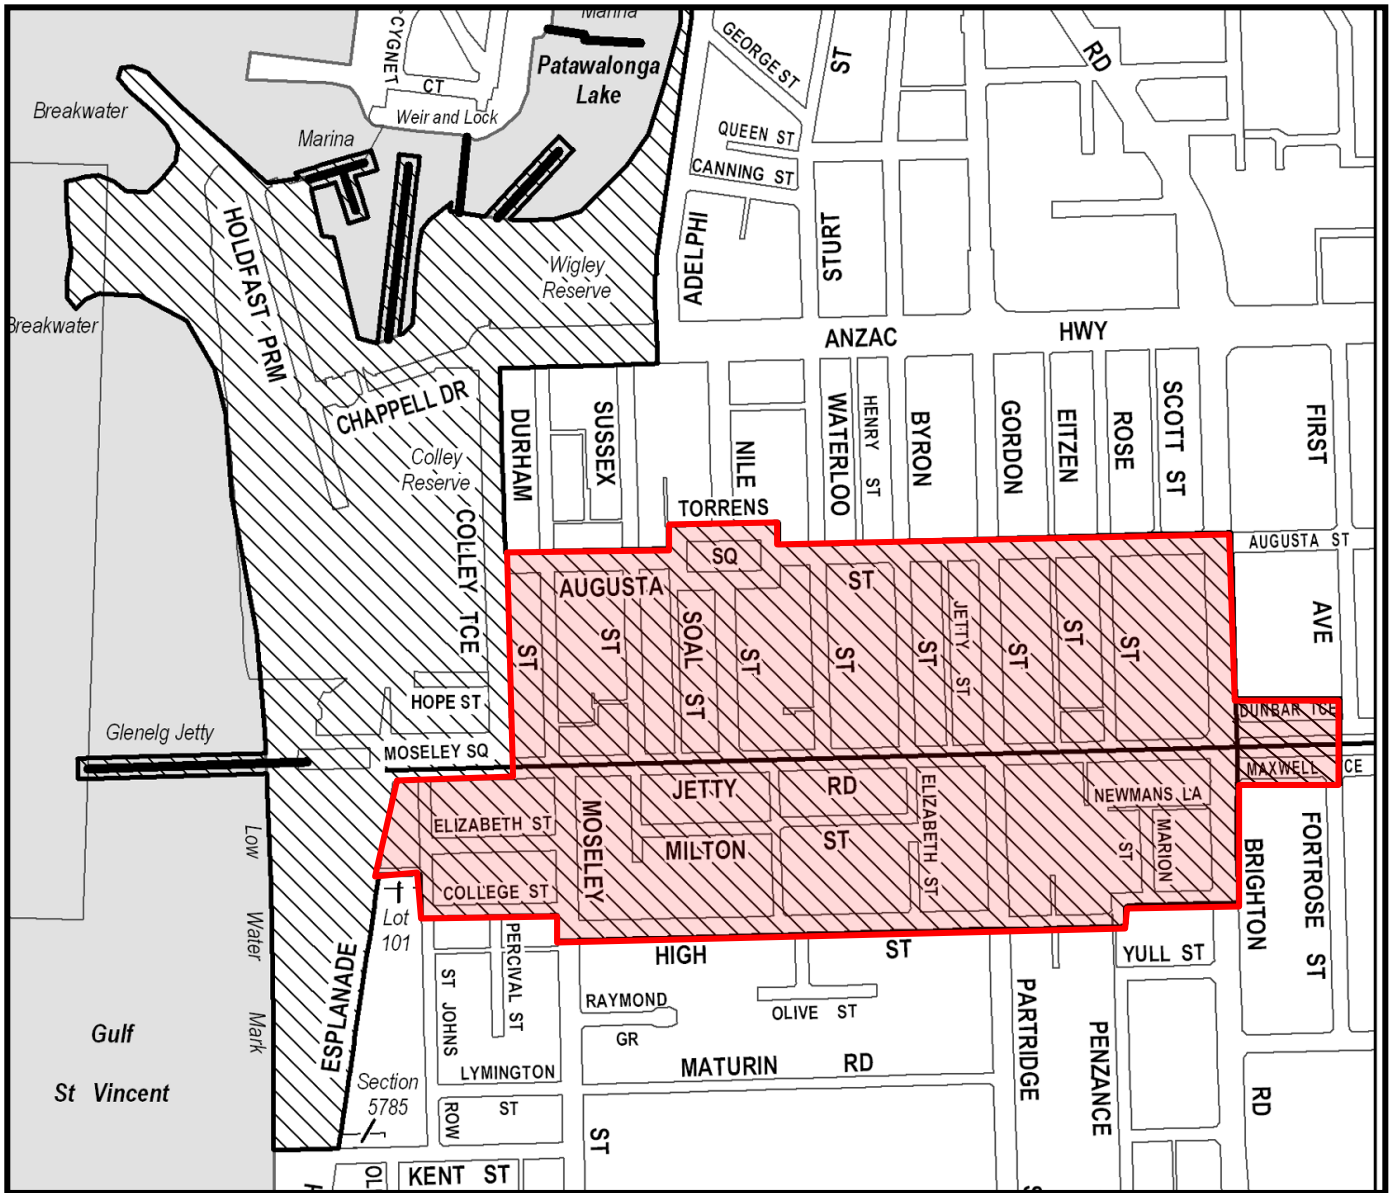 Marina
CYGNET
CT
Patawalonga
Lake
GEORGE ST
ST
RD
Breakwater
Marina
Weir and Lock
QUEEN ST
CANNING ST
HOLDFAST PRM
Wigley
Reserve
ADELPHI
STURT
Breakwater
ANZAC
HWY
CHAPPELL DR
Colley
Reserve
COLLEY TCE
DURHAM
SUSSEX
NILE
WATERLOO
HENRY ST
BYRON
GORDON
EITZEN
ROSE
SCOTT ST
FIRST
TORRENS
SQ
AUGUSTA
ST
AUGUSTA ST
ST
ST
SOAL ST
ST
ST
ST
JETTY ST
ST
ST
ST
AVE
HOPE ST
DUNBAR TCE
Glenelg Jetty
MOSELEY SQ
MAXWELL
CE
JETTY
RD
NEWMANS LA
ELIZABETH ST
MOSELEY
MILTON
ST
ELIZABETH ST
ST
MARION
COLLEGE ST
BRIGHTON
FORTROSE ST
Low
Water
Mark
Lot
101
ESPLANADE
PERCIVAL ST
HIGH
ST
YULL ST
ST JOHNS
RAYMOND
GR
OLIVE ST
PARTRIDGE
PENZANCE
Gulf
St Vincent
LYMINGTON
ST
MATURIN
RD
Section
5785
ROW
ST
RD
KENT ST